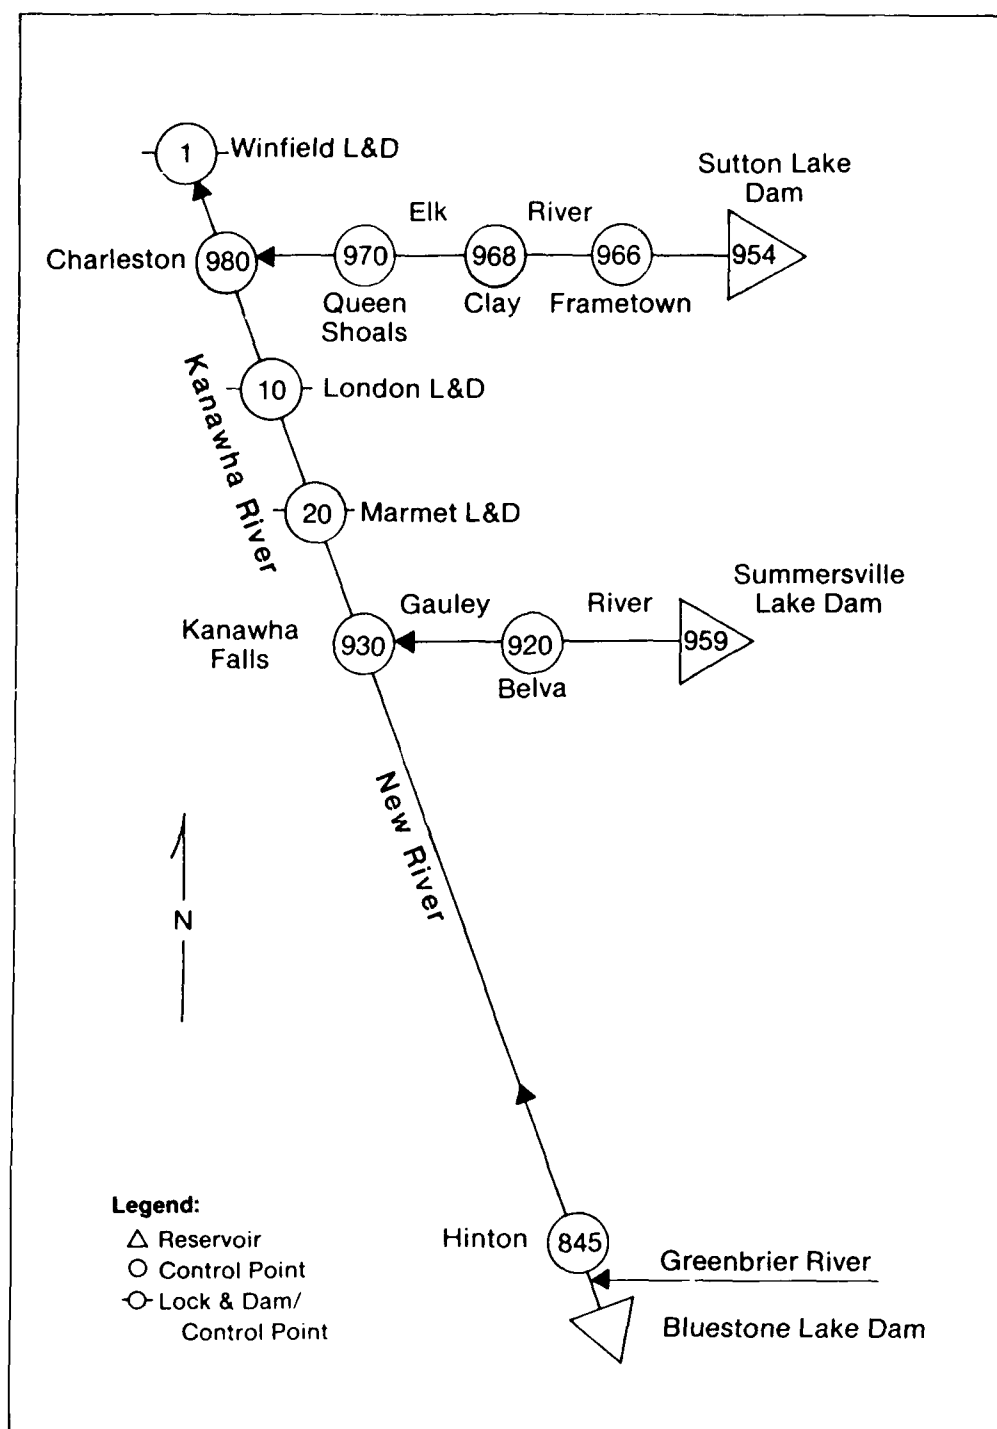 1
Winfield L&D
Sutton Lake
Dam
Elk
River
Charleston
980
970
968
966
954
Queen
Shoals
Clay
Frametown
10
London L&D
Kanawha River
20
Marmet L&D
Summersville
Lake Dam
Gauley
River
Kanawha
Falls
930
920
959
Belva
New River
N
Legend:
Reservoir
Control Point
Lock & Dam/
Control Point
Hinton
845
Greenbrier River
Bluestone Lake Dam